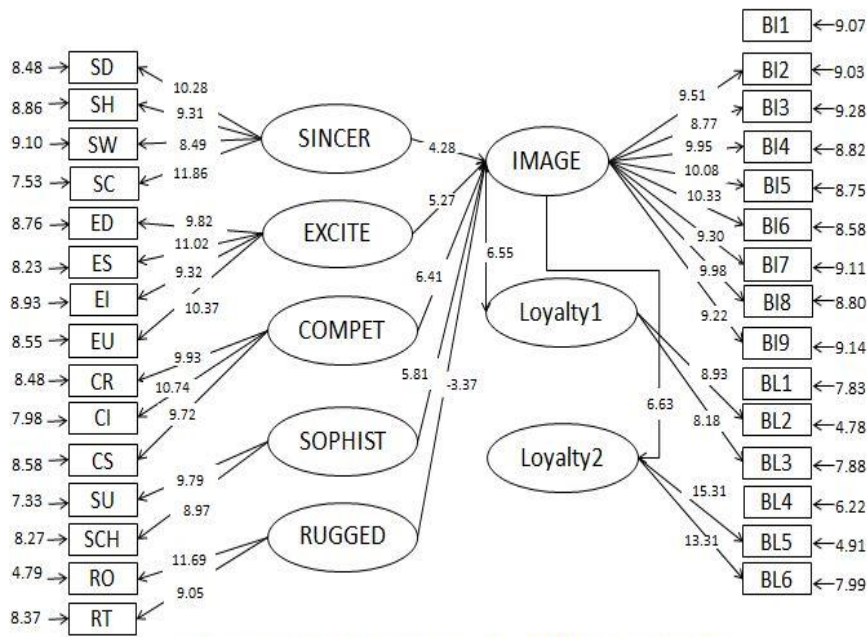 8.48 SD
8.86 SH
9.10 SW
7.53 SC
8.76 ED
8.23 ES
8.93 EI
8.55 EU
8.48 CR
7.98 CI
8.58 CS
7.33 SU
8.27 SCH
4.79 RO
8.37 RT
10.28
9.31
8.49
11.86
9.82
11.02
9.32
10.37
9.93
10.74
9.72
9.79
8.97
11.69
9.05
SINCER
EXCITE
COMPET
SOPHIST
RUGGED
4.28
5.27
6.41
5.81
-3.37
IMAGE
6.55
Loyalty1
6.63
Loyalty2
9.51
8.77
9.95
10.08
10.33
9.30
9.98
9.22
8.93
8.18
15.31
13.31
BI1 9.07
BI2 9.03
BI3 9.28
BI4 8.82
BI5 8.75
BI6 8.58
BI7 9.11
BI8 8.80
BI9 9.14
BL1 7.83
BL2 4.78
BL3 7.88
BL4 6.22
BL5 4.91
BL6 7.99